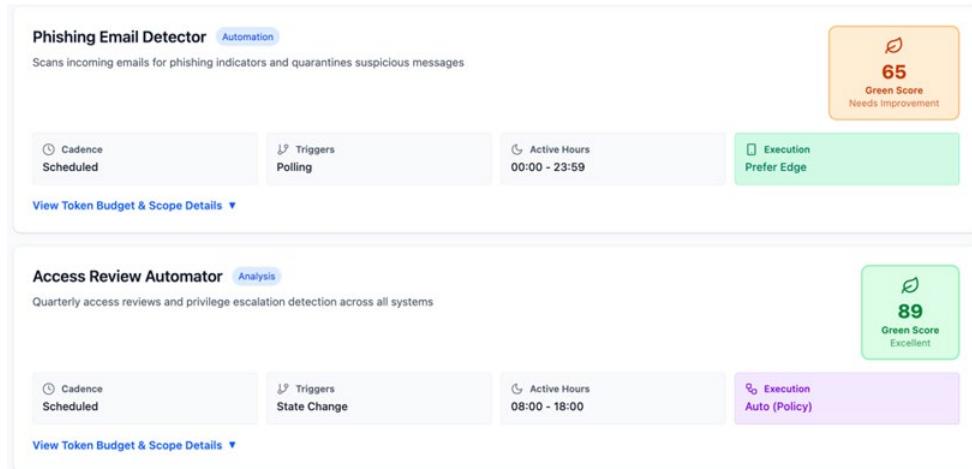 Phishing Email Detector Automation
Scans incoming emails for phishing indicators and quarantines suspicious messages
65
Green Score
Needs Improvement
Cadence
Scheduled
Triggers
Polling
Active Hours
00:00 - 23:59
Execution
Prefer Edge
View Token Budget & Scope Details ▼
Access Review Automator Analysis
Quarterly access reviews and privilege escalation detection across all systems
89
Green Score
Excellent
Cadence
Scheduled
Triggers
State Change
Active Hours
08:00 - 18:00
Execution
Auto (Policy)
View Token Budget & Scope Details ▼